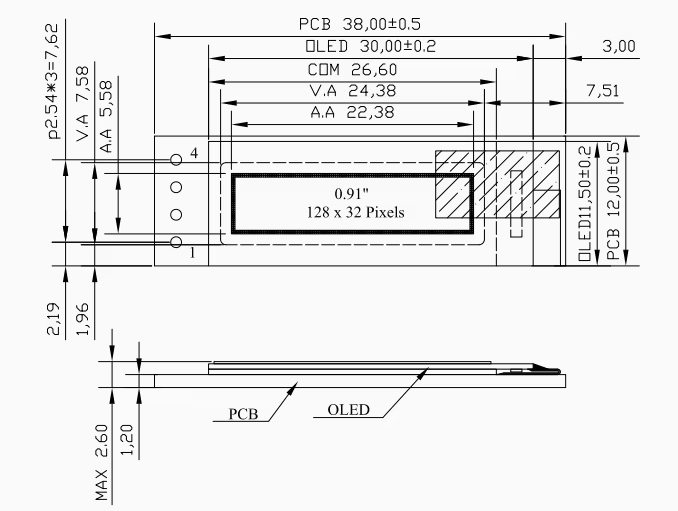 PCB 38,00±0.5
OLED 30,00±0.2
3,00
COM 26,60
V.A 24,38
7,51
A.A 22,38
p2.54*3=7,62
V.A 7,58
A.A 5,58
4
0.91"
128 x 32 Pixels
1
OLED11,50±0.2
PCB 12,00±0.5
2,19
1,96
PCB
OLED
MAX 2.60
1,20